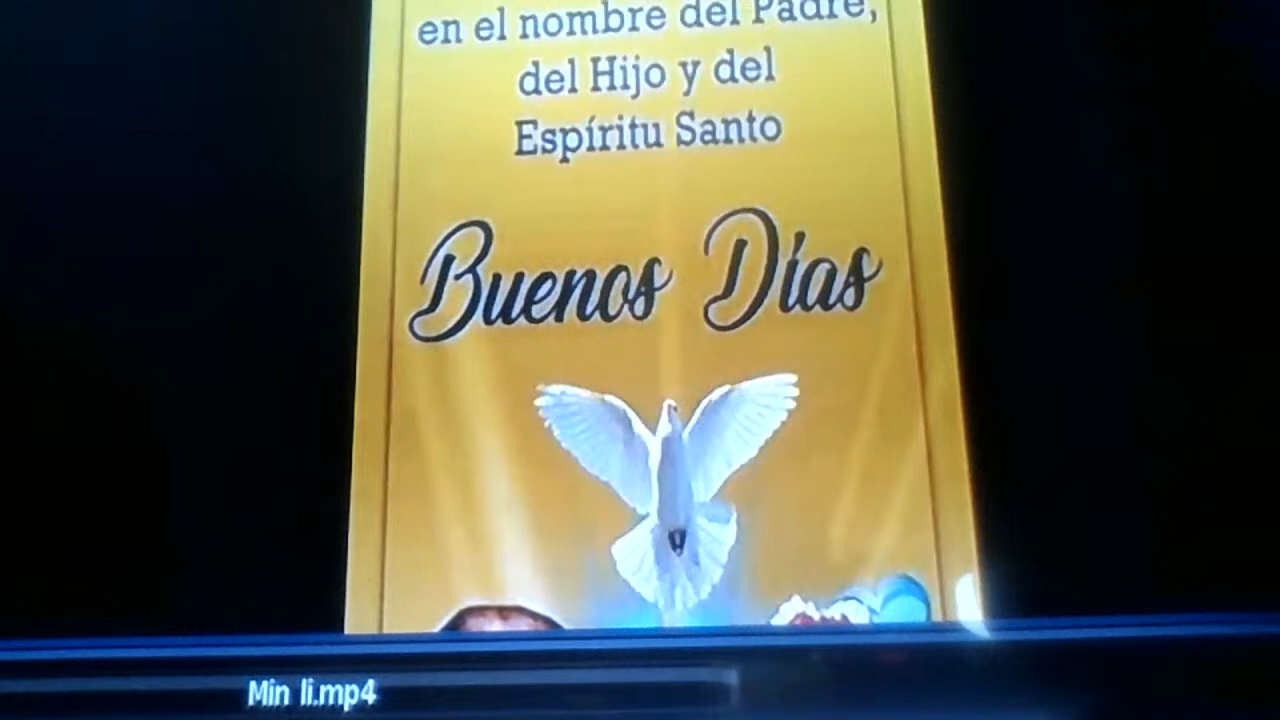 en el nombre del Padre,
del Hijo y del
Espíritu Santo
Buenos Días
Min li.mp4